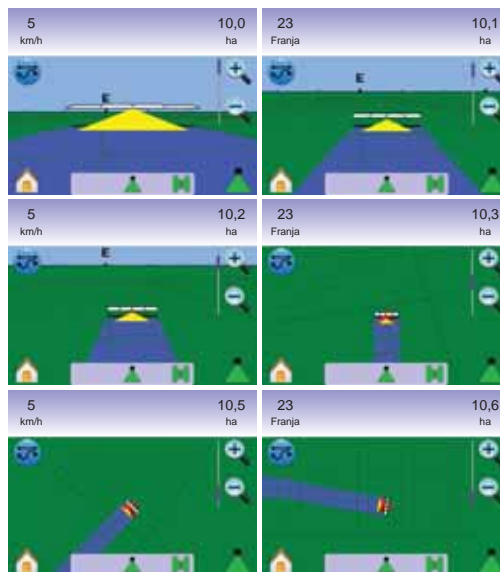 5 10,0
km/h ha
E
23 10,1
Franja ha
E
5 10,2
km/h ha
E
23 10,3
Franja ha
5 10,5
km/h ha
23 10,6
Franja ha